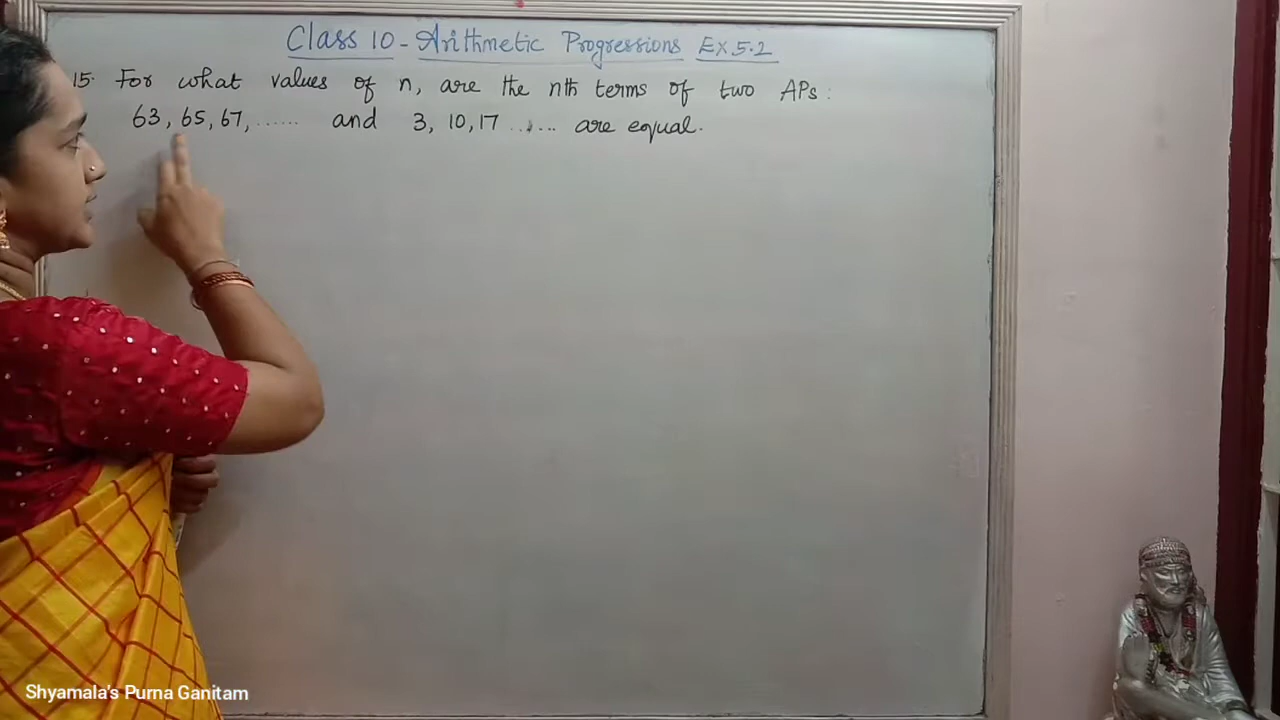 Class 10 - Arithmetic Progressions Ex 5.2
15. For what values of n, are the nth terms of two APs:
63, 65, 67, ...... and 3, 10, 17 ...... are equal.
Shyamala's Purna Ganitam